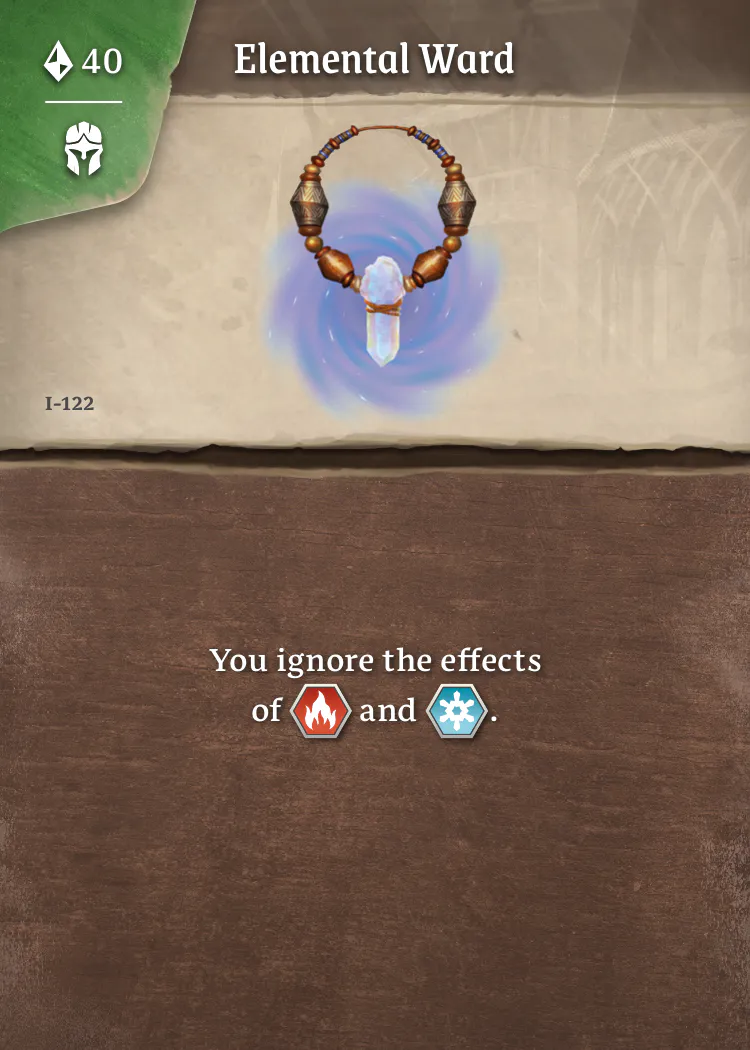 40
Elemental Ward
I-122
You ignore the effects
of and .